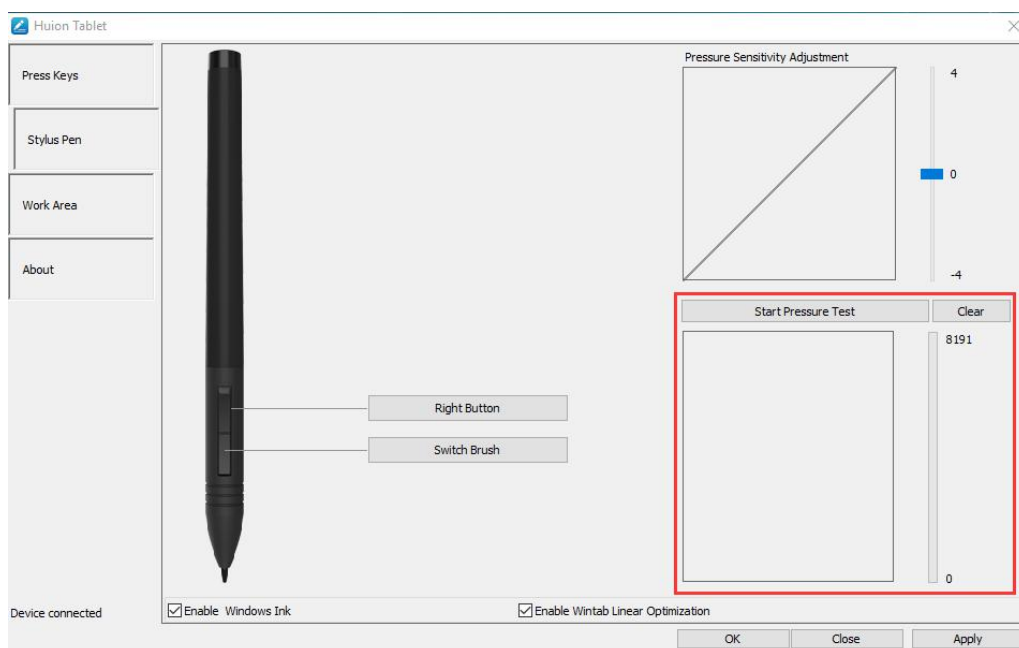 Huion Tablet
Press Keys
Stylus Pen
Work Area
About
Device connected
Right Button
Switch Brush
Pressure Sensitivity Adjustment
4
0
-4
Start Pressure Test
Clear
8191
0
Enable Windows Ink
Enable Wintab Linear Optimization
OK
Close
Apply